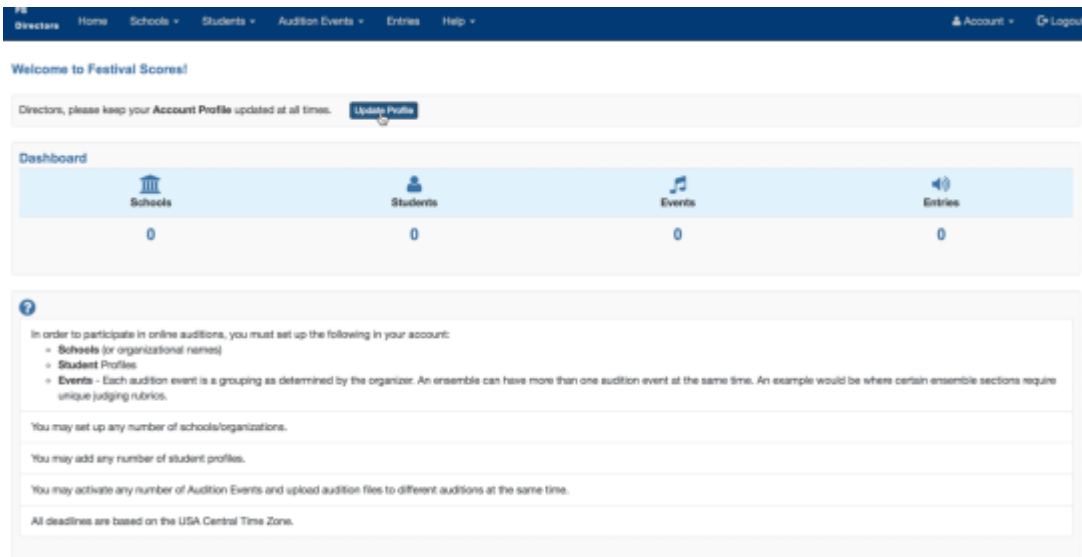 FS
Directors Home Schools Students Audition Events Entries Help Account Logout
Welcome to Festival Scores!
Directors, please keep your Account Profile updated at all times. Update Profile
Dashboard
Schools Students Events Entries
0 0 0 0
In order to participate in online auditions, you must set up the following in your account:
Schools (or organizational names)
Student Profiles
Events - Each audition event is a grouping as determined by the organizer. An ensemble can have more than one audition event at the same time. An example would be where certain ensemble sections require
unique judging rubrics.
You may set up any number of schools/organizations.
You may add any number of student profiles.
You may activate any number of Audition Events and upload audition files to different auditions at the same time.
All deadlines are based on the USA Central Time Zone.